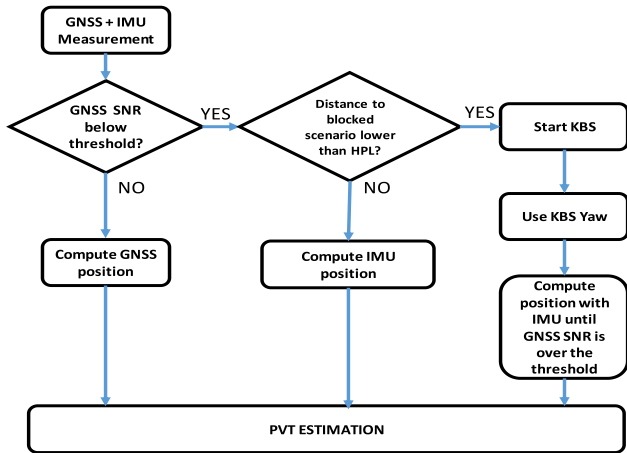 GNSS + IMU
Measurement
GNSS SNR
below
threshold?
YES
Distance to
blocked
scenario lower
than HPL?
YES
Start KBS
NO
NO
Use KBS Yaw
Compute GNSS
position
Compute IMU
position
Compute
position with
IMU until
GNSS SNR is
over the
threshold
PVT ESTIMATION